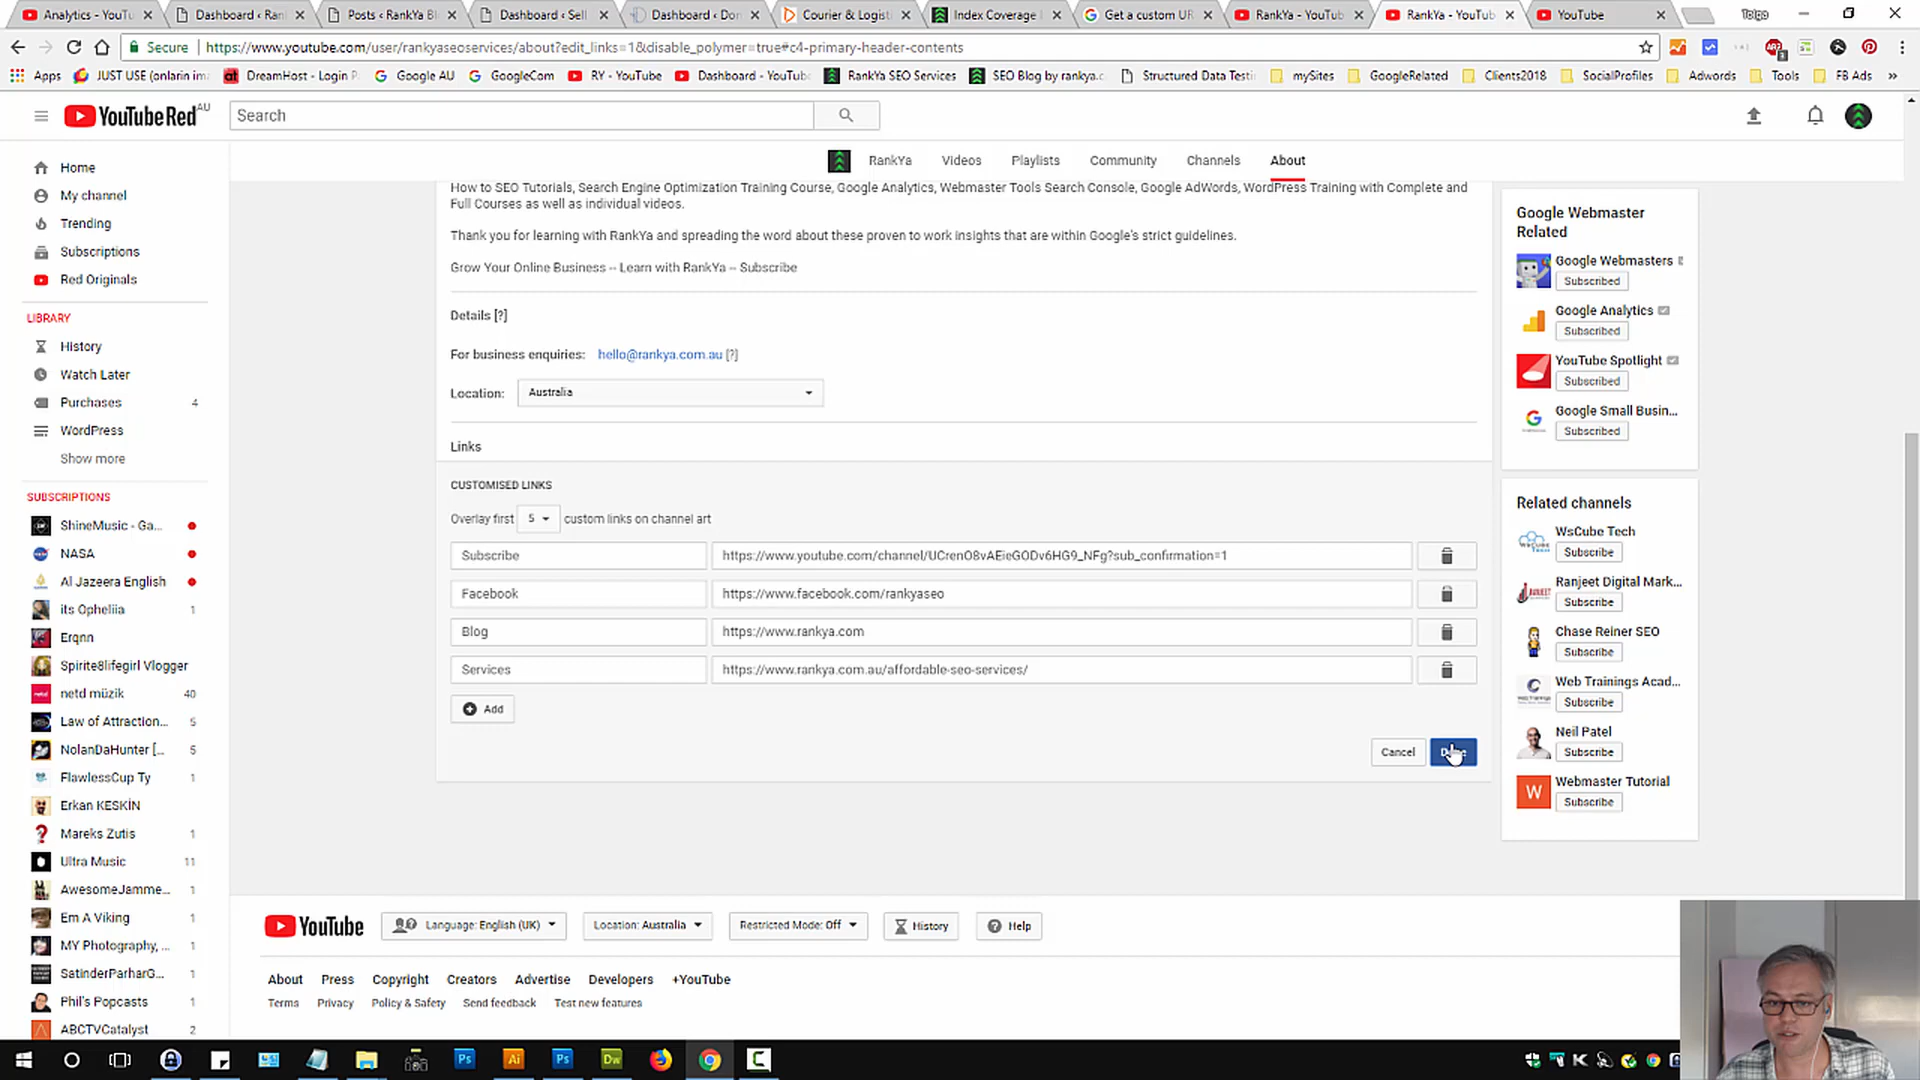 Analytics - YouTu
Dashboard ‹ Ran
Posts ‹ RankYa Bl
Dashboard ‹ Sell
Dashboard ‹ Don
Courier & Logisti
Index Coverage
Get a custom UR
RankYa - YouTub
RankYa - YouTub
YouTube
Tolga
Secure
https://www.youtube.com/user/rankyaseoservices/about?edit_links=1&disable_polymer=true#c4-primary-header-contents
Apps
JUST USE (onlarin im
DreamHost - Login P
Google AU
GoogleCom
RY - YouTube
Dashboard - YouTube
RankYa SEO Services
SEO Blog by rankya.c
Structured Data Testi
mySites
GoogleRelated
Clients2018
SocialProfiles
Adwords
Tools
FB Ads
»
YouTube Red AU
Search
RankYa
Videos
Playlists
Community
Channels
About
Home
My channel
Trending
Subscriptions
Red Originals
LIBRARY
History
Watch Later
Purchases 4
WordPress
Show more
SUBSCRIPTIONS
ShineMusic - Ga...
NASA
Al Jazeera English
its Opheliia 1
Erqnn
Spirite8lifegirl Vlogger
netd müzik 40
Law of Attraction... 5
NolanDaHunter [... 5
FlawlessCup Ty 1
Erkan KESKİN
Mareks Zutis 1
Ultra Music 11
AwesomeJamme... 1
Em A Viking 1
MY Photography, ... 1
SatinderParharG... 1
Phil's Popcasts 1
ABCTVCatalyst 2
How to SEO Tutorials, Search Engine Optimization Training Course, Google Analytics, Webmaster Tools Search Console, Google AdWords, WordPress Training with Complete and
Full Courses as well as individual videos.
Thank you for learning with RankYa and spreading the word about these proven to work insights that are within Google's strict guidelines.
Grow Your Online Business -- Learn with RankYa -- Subscribe
Details [?]
For business enquiries: hello@rankya.com.au [?]
Location: Australia
Links
CUSTOMISED LINKS
Overlay first 5 custom links on channel art
Subscribe https://www.youtube.com/channel/UCrenO8vAEieGODv6HG9_NFg?sub_confirmation=1
Facebook https://www.facebook.com/rankyaseo
Blog https://www.rankya.com
Services https://www.rankya.com.au/affordable-seo-services/
Add
Cancel
Google Webmaster
Related
Google Webmasters
Subscribed
Google Analytics
Subscribed
YouTube Spotlight
Subscribed
Google Small Busin...
Subscribed
Related channels
WsCube Tech
Subscribe
Ranjeet Digital Mark...
Subscribe
Chase Reiner SEO
Subscribe
Web Trainings Acad...
Subscribe
Neil Patel
Subscribe
W
Webmaster Tutorial
Subscribe
YouTube
Language: English (UK)
Location: Australia
Restricted Mode: Off
History
Help
About Press Copyright Creators Advertise Developers +YouTube
Terms Privacy Policy & Safety Send feedback Test new features
Ps
Ai
Ps
Dw